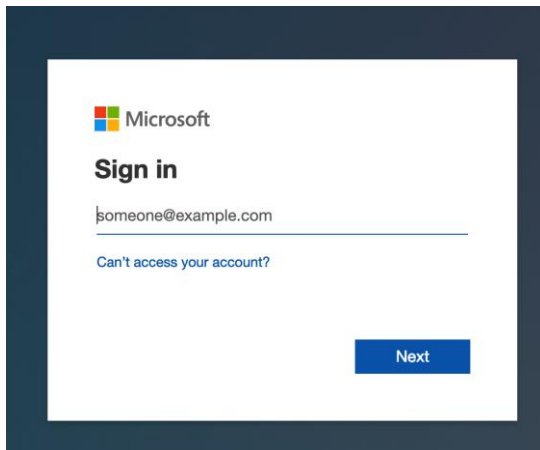 Microsoft
Sign in
someone@example.com
Can't access your account?
Next